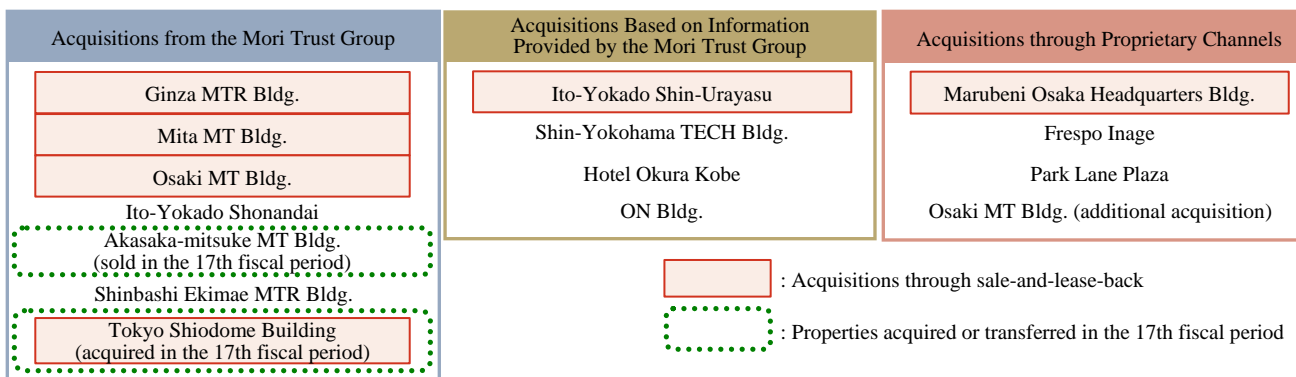 Acquisitions from the Mori Trust Group
Ginza MTR Bldg.
Mita MT Bldg.
Osaki MT Bldg.
Ito-Yokado Shonandai
Akasaka-mitsuke MT Bldg.
(sold in the 17th fiscal period)
Shinbashi Ekimae MTR Bldg.
Tokyo Shiodome Building
(acquired in the 17th fiscal period)
Acquisitions Based on Information
Provided by the Mori Trust Group
Ito-Yokado Shin-Urayasu
Shin-Yokohama TECH Bldg.
Hotel Okura Kobe
ON Bldg.
Acquisitions through Proprietary Channels
Marubeni Osaka Headquarters Bldg.
Frespo Inage
Park Lane Plaza
Osaki MT Bldg. (additional acquisition)
: Acquisitions through sale-and-lease-back
: Properties acquired or transferred in the 17th fiscal period